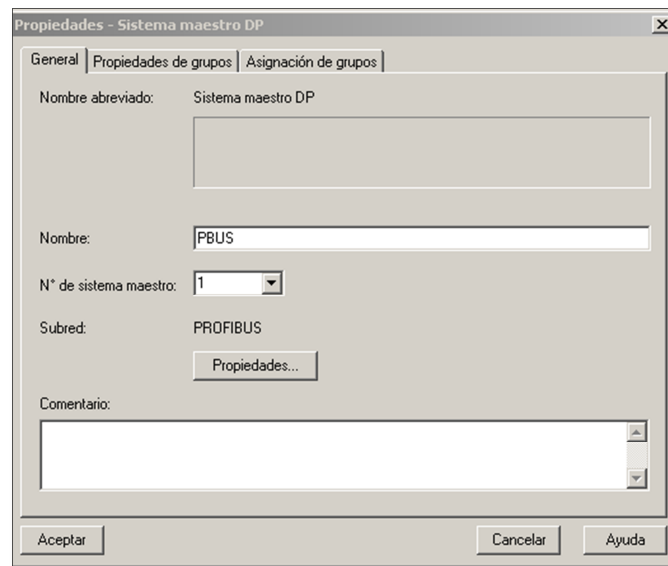 Propiedades - Sistema maestro DP
General Propiedades de grupos Asignación de grupos
Nombre abreviado: Sistema maestro DP
Nombre: PBUS
N° de sistema maestro: 1
Subred: PROFIBUS
Propiedades...
Comentario:
Aceptar Cancelar Ayuda